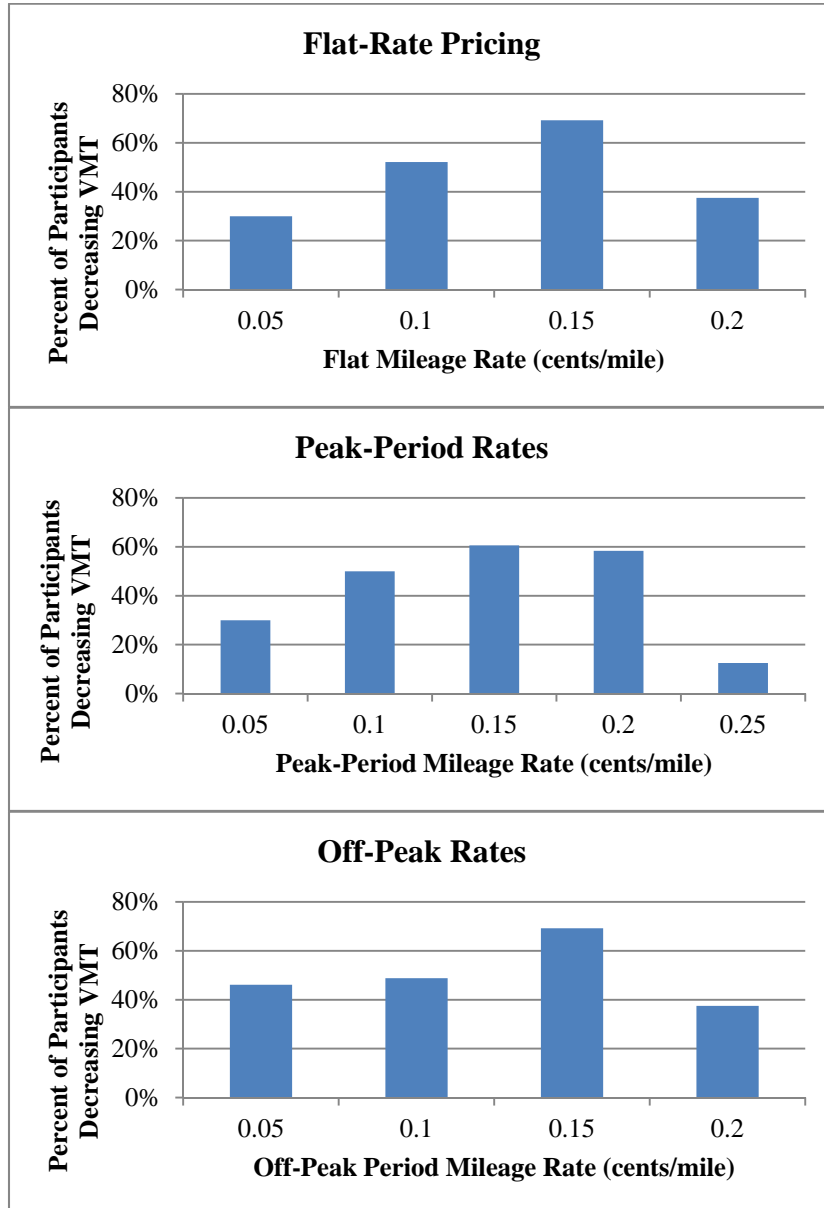 Flat-Rate Pricing
Percent of Participants
Decreasing VMT
80%
60%
40%
20%
0%
0.05 0.1 0.15 0.2
Flat Mileage Rate (cents/mile)
Peak-Period Rates
Percent of Participants
Decreasing VMT
80%
60%
40%
20%
0%
0.05 0.1 0.15 0.2 0.25
Peak-Period Mileage Rate (cents/mile)
Off-Peak Rates
Percent of Participants
Decreasing VMT
80%
60%
40%
20%
0%
0.05 0.1 0.15 0.2
Off-Peak Period Mileage Rate (cents/mile)